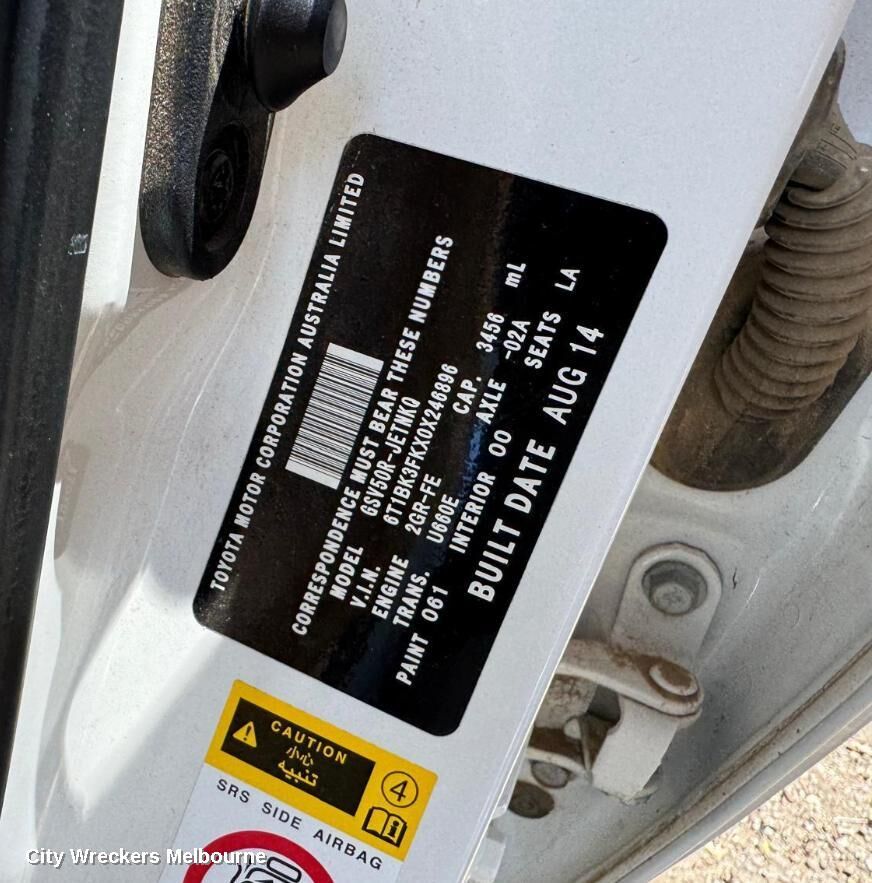 TOYOTA MOTOR CORPORATION AUSTRALIA LIMITED
CORRESPONDENCE MUST BEAR THESE NUMBERS
MODEL GSV50R-JETNKQ
V.I.N. 6T1BK3FKXX0X246896
ENGINE 2GR-FE CAP. 3456 mL
TRANS. U660E AXLE -02A
PAINT 061 INTERIOR 00 SEATS LA
BUILT DATE AUG 14
CAUTION
تنبيه
4
SRS SIDE AIRBAG
City Wreckers Melbourne